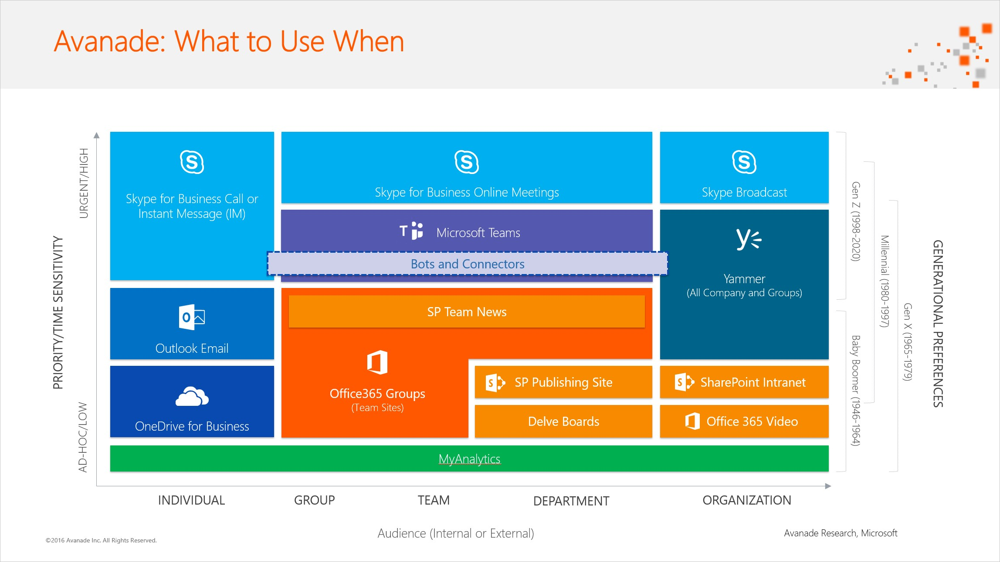 Avanade: What to Use When
URGENT/HIGH
PRIORITY/TIME SENSITIVITY
AD-HOC/LOW
S
Skype for Business Call or
Instant Message (IM)
S
Skype for Business Online Meetings
S
Skype Broadcast
T
Microsoft Teams
Bots and Connectors
y
Yammer
(All Company and Groups)
O
Outlook Email
SP Team News
Office365 Groups
(Team Sites)
OneDrive for Business
S
SP Publishing Site
S
SharePoint Intranet
Delve Boards
Office 365 Video
MyAnalytics
Gen Z (1998-2020)
Baby Boomer (1946-1964)
Millennial (1980-1997)
Gen X (1965-1979)
GENERATIONAL PREFERENCES
INDIVIDUAL
GROUP
TEAM
DEPARTMENT
ORGANIZATION
Audience (Internal or External)
Avanade Research, Microsoft
©2016 Avanade Inc. All Rights Reserved.